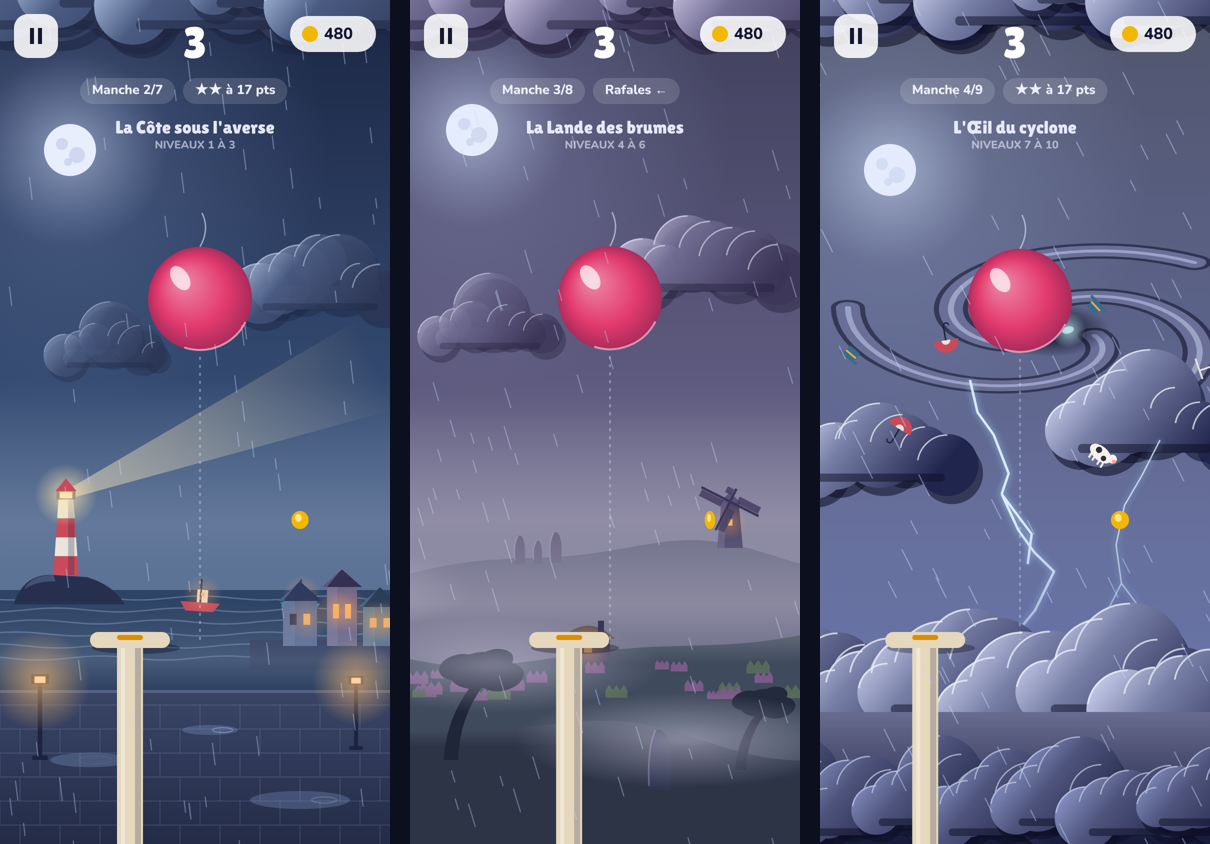 3
480
Manche 2/7
★★ à 17 pts
La Côte sous l'averse
NIVEAUX 1 À 3
3
480
Manche 3/8
Rafales ←
La Lande des brumes
NIVEAUX 4 À 6
3
480
Manche 4/9
★★ à 17 pts
L'Œil du cyclone
NIVEAUX 7 À 10